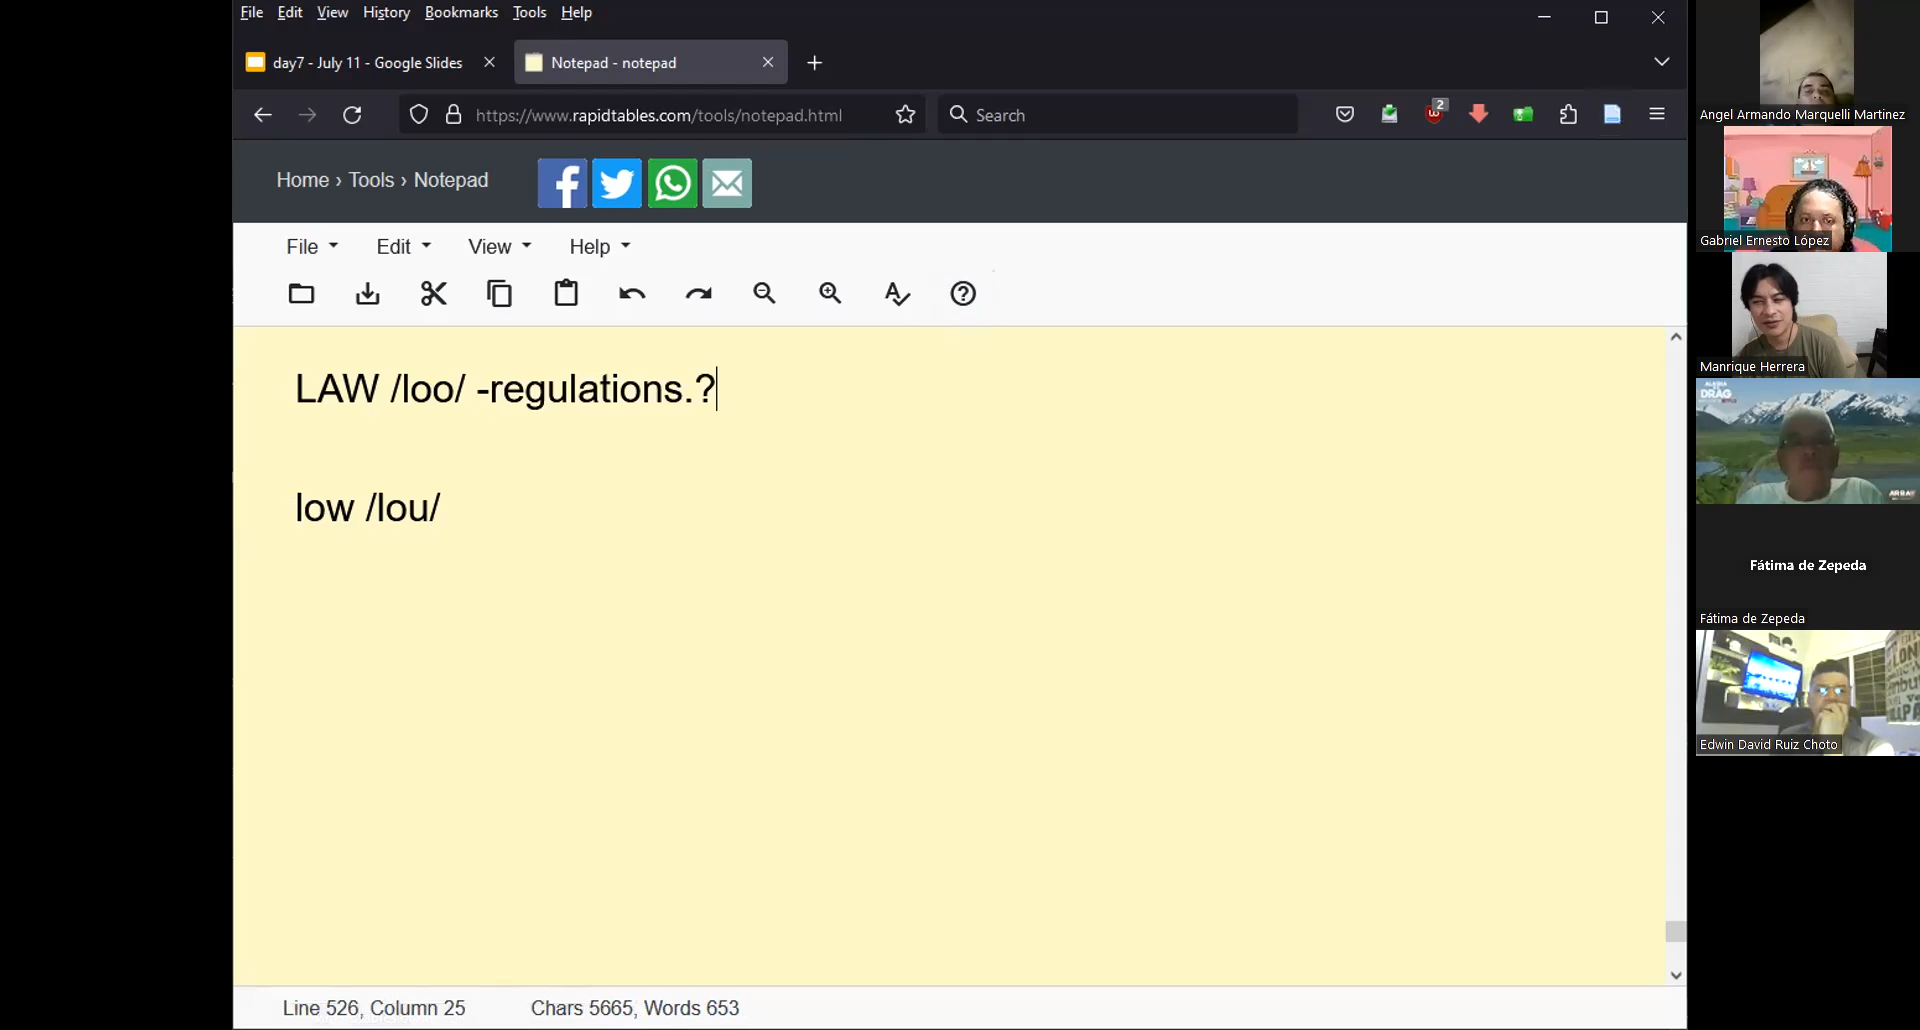 File Edit View History Bookmarks Tools Help
day7 - July 11 - Google Slides
Notepad - notepad
https://www.rapidtables.com/tools/notepad.html
Search
2
Home › Tools › Notepad
File Edit View Help
LAW /loo/ -regulations.?
low /lou/
Line 526, Column 25 Chars 5665, Words 653
Angel Armando Marquelli Martinez
Gabriel Ernesto López
Manrique Herrera
DRAG
Fátima de Zepeda
Fátima de Zepeda
Edwin David Ruiz Choto